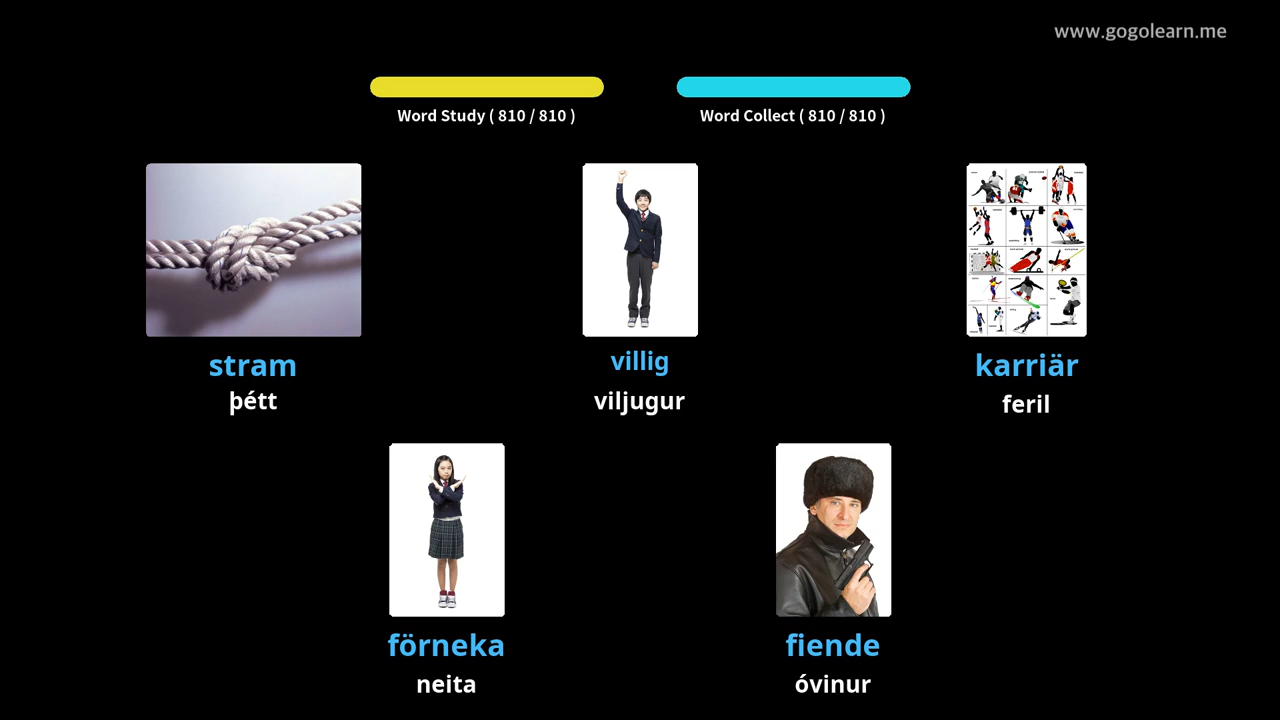 www.gogolearn.me
Word Study ( 810 / 810 )
Word Collect ( 810 / 810 )
stram
þétt
villig
viljugur
karriär
feril
förneka
neita
fiende
óvinur